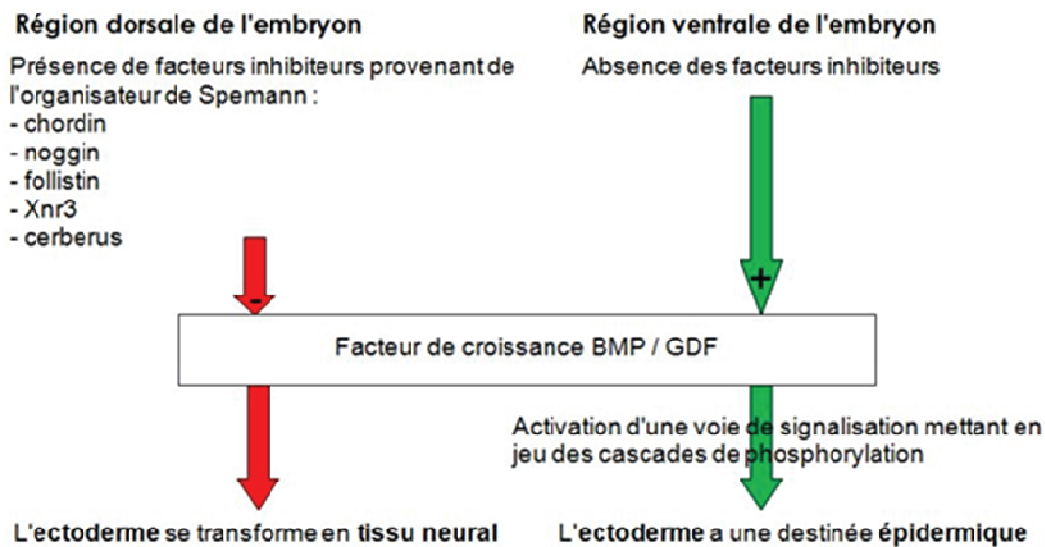 Région dorsale de l'embryon
Présence de facteurs inhibiteurs provenant de
l'organisateur de Spemann :
- chordin
- noggin
- follistin
- Xnr3
- cerberus
-
Région ventrale de l'embryon
Absence des facteurs inhibiteurs
+
Facteur de croissance BMP / GDF
Activation d'une voie de signalisation mettant en
jeu des cascades de phosphorylation
L'ectoderme se transforme en tissu neural
L'ectoderme a une destinée épidermique